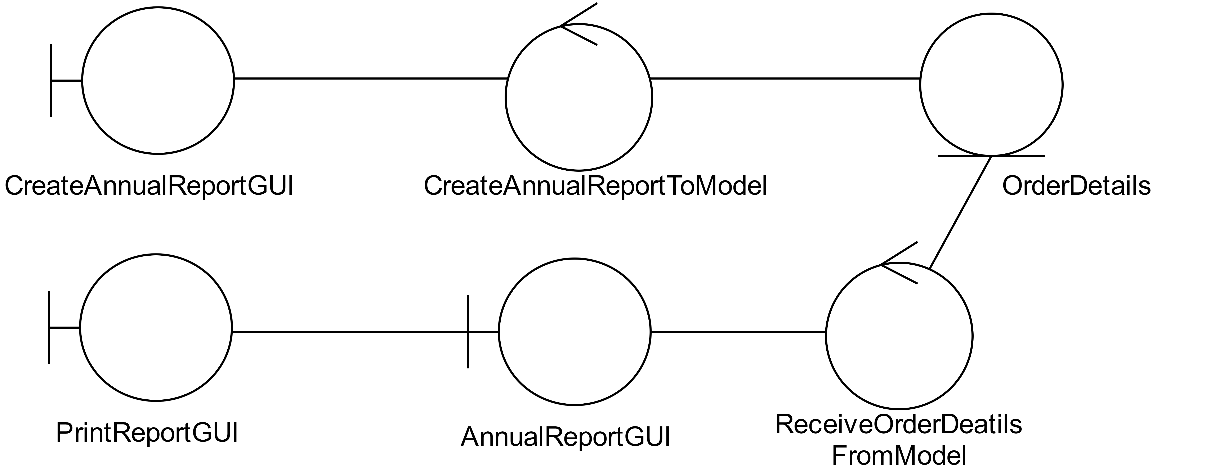 CreateAnnualReportGUI
CreateAnnualReportToModel
OrderDetails
PrintReportGUI
AnnualReportGUI
ReceiveOrderDeatils
FromModel